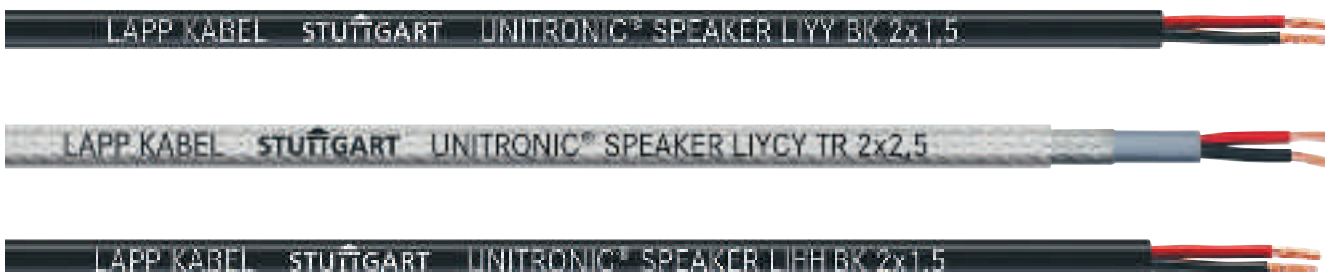 LAPP KABEL STUTTGART UNITRONIC® SPEAKER LIYY BK 2x1,5
LAPP KABEL STUTTGART UNITRONIC® SPEAKER LIYCY TR 2x2,5
LAPP KABEL STUTTGART UNITRONIC® SPEAKER LIHH BK 2x1,5